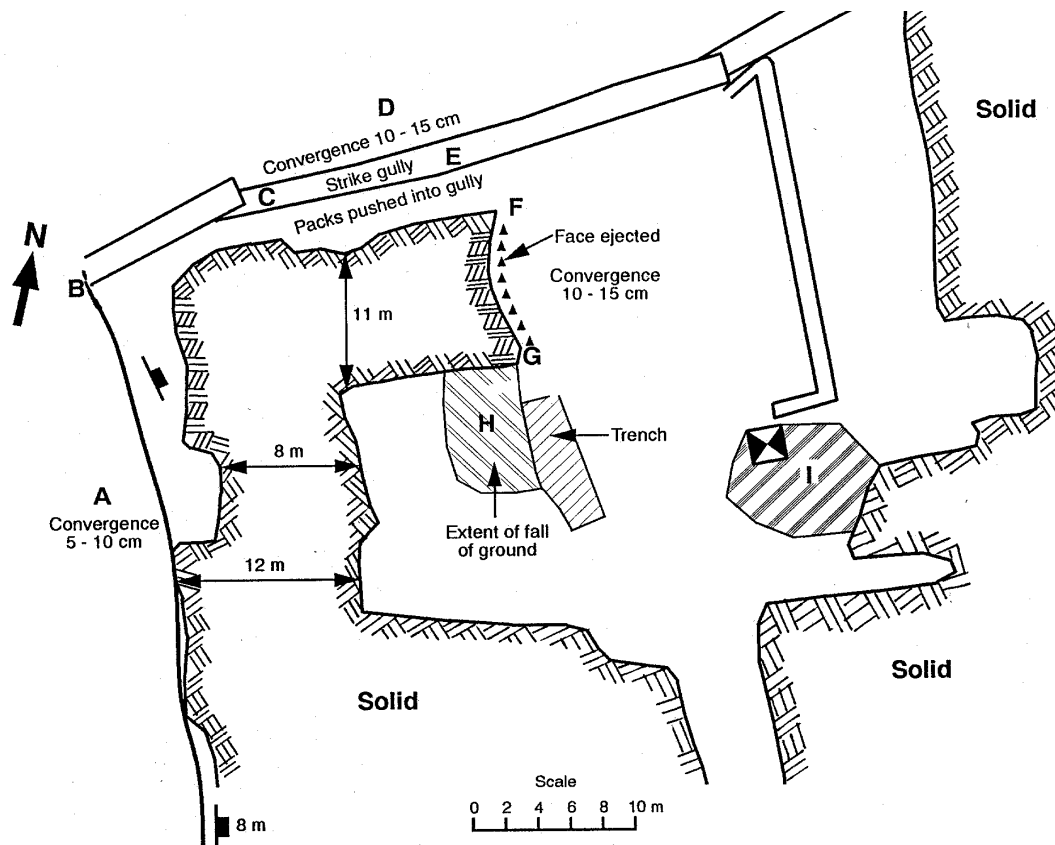 Solid
D
Convergence 10 - 15 cm
E
Strike gully
C
Packs pushed into gully
F
N
Face ejected
Convergence
10 - 15 cm
B
11 m
G
H
Trench
8 m
I
A
Convergence
5 - 10 cm
Extent of fall
of ground
12 m
Solid
Solid
Scale
0 2 4 6 8 10 m
8 m